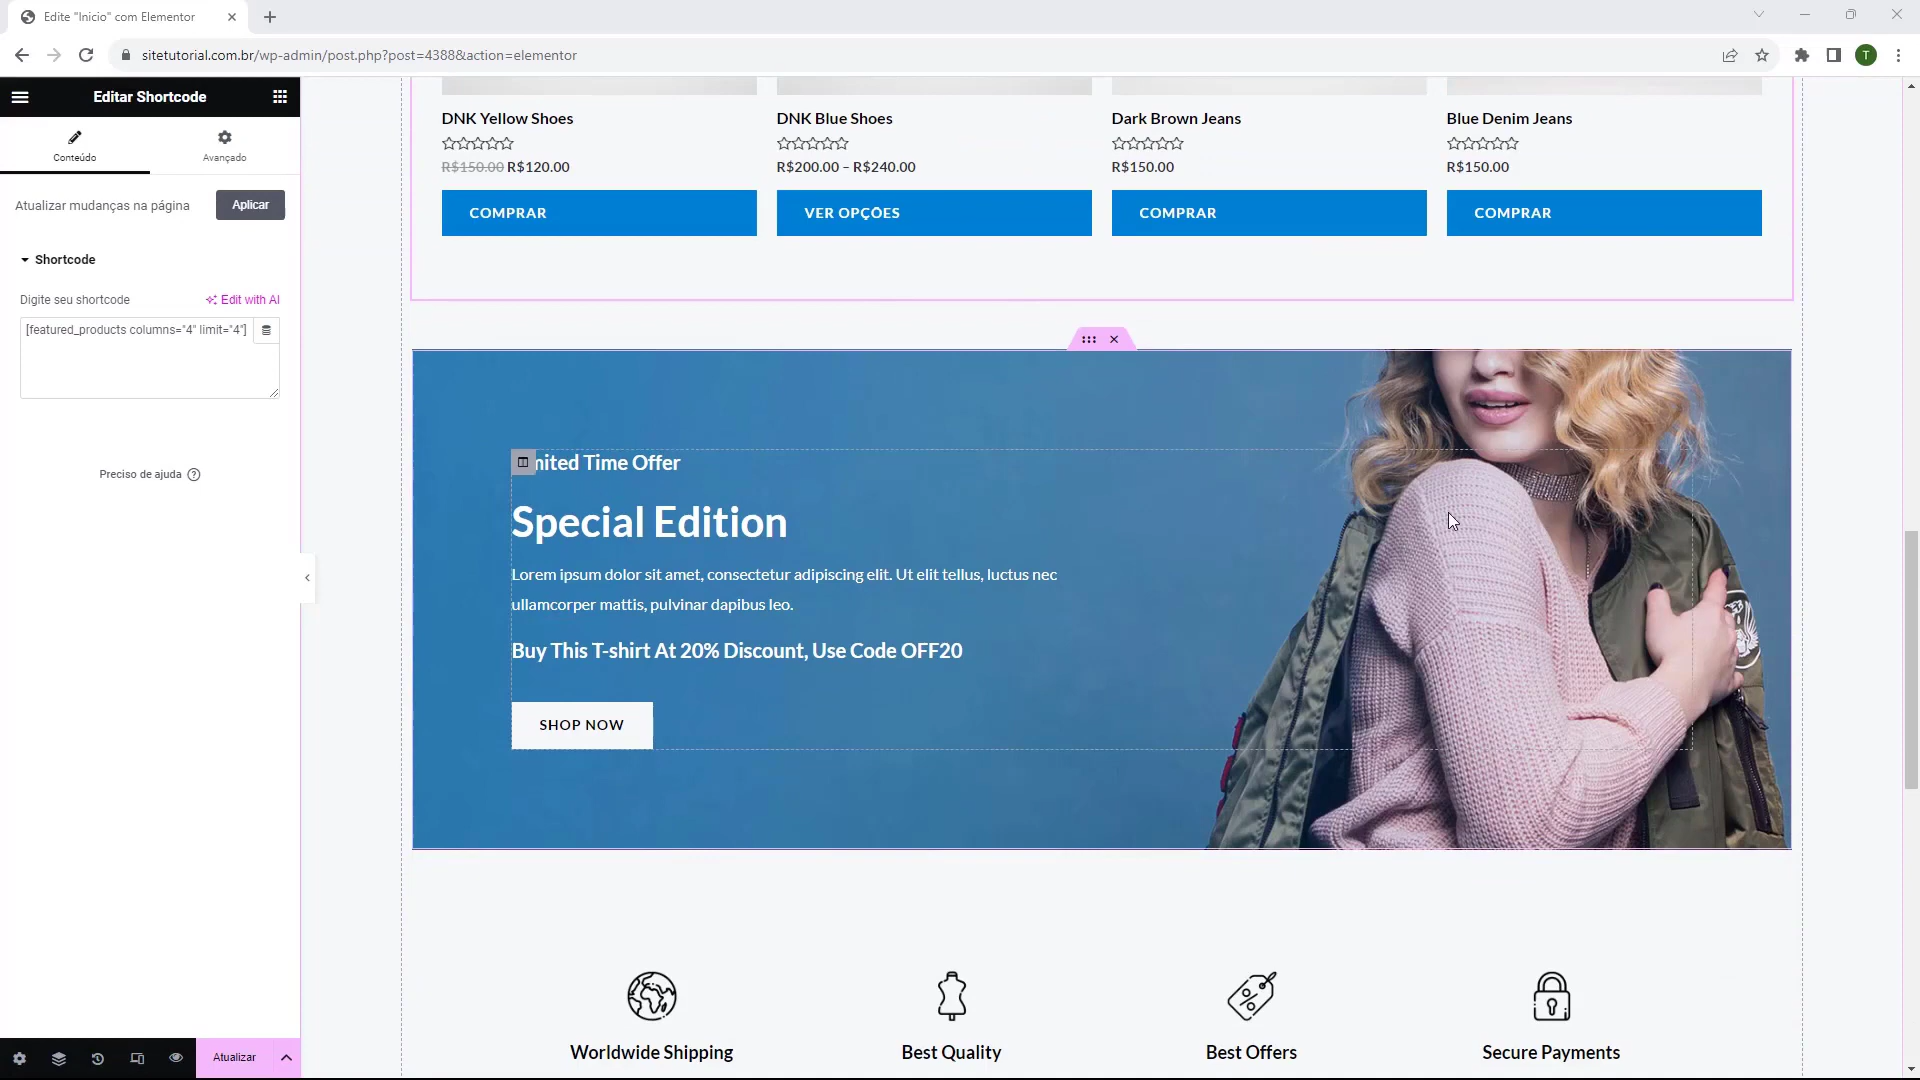 Edite "Inicio" com Elementor
sitetutorial.com.br/wp-admin/post.php?post=4388&action=elementor
T
Editar Shortcode
Conteúdo
Avançado
Atualizar mudanças na página
Aplicar
Shortcode
Digite seu shortcode
Edit with AI
[featured_products columns="4" limit="4"]
Preciso de ajuda
Atualizar
DNK Yellow Shoes
R$150.00 R$120.00
COMPRAR
DNK Blue Shoes
R$200.00 – R$240.00
VER OPÇÕES
Dark Brown Jeans
R$150.00
COMPRAR
Blue Denim Jeans
R$150.00
COMPRAR
mited Time Offer
Special Edition
Lorem ipsum dolor sit amet, consectetur adipiscing elit. Ut elit tellus, luctus nec
ullamcorper mattis, pulvinar dapibus leo.
Buy This T-shirt At 20% Discount, Use Code OFF20
SHOP NOW
Worldwide Shipping
Best Quality
Best Offers
Secure Payments